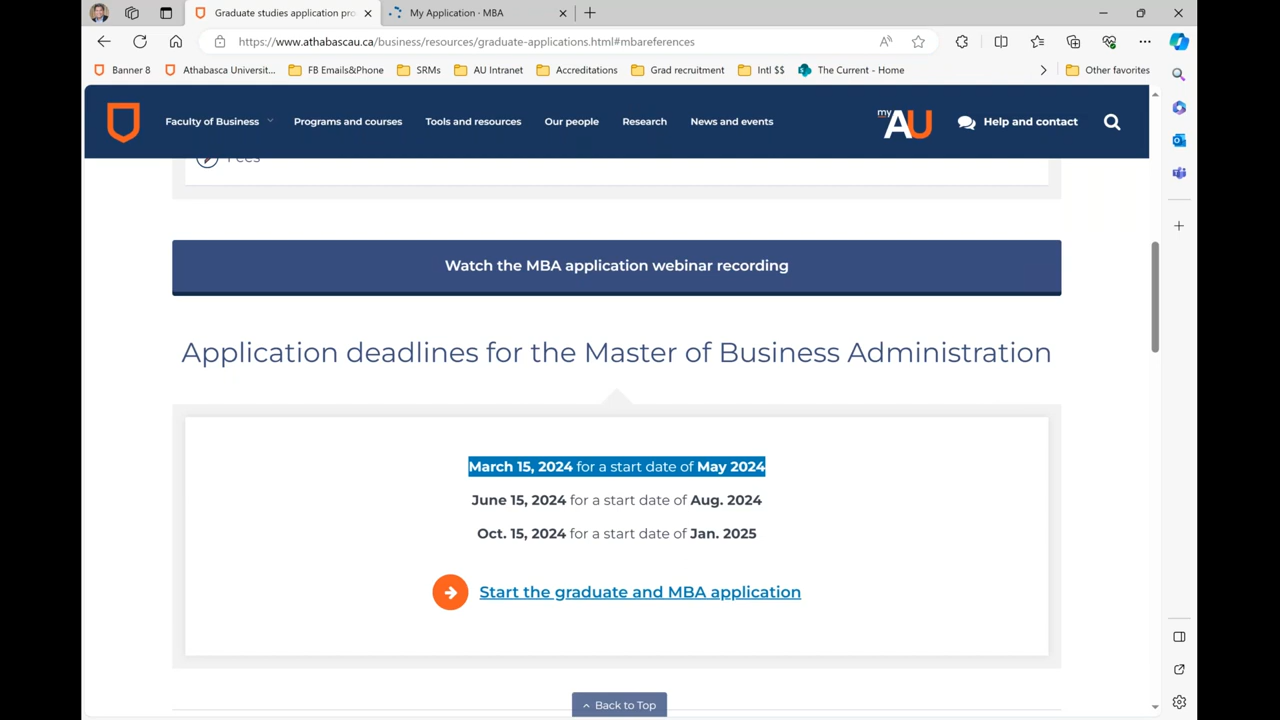 Graduate studies application pro
My Application · MBA
https://www.athabascau.ca/business/resources/graduate-applications.html#mbareferences
Banner 8
Athabasca Universit...
FB Emails&Phone
SRMs
AU Intranet
Accreditations
Grad recruitment
Intl $$
The Current - Home
Other favorites
Faculty of Business
Programs and courses
Tools and resources
Our people
Research
News and events
my AU
Help and contact
Fees
Watch the MBA application webinar recording
Application deadlines for the Master of Business Administration
March 15, 2024 for a start date of May 2024
June 15, 2024 for a start date of Aug. 2024
Oct. 15, 2024 for a start date of Jan. 2025
Start the graduate and MBA application
Back to Top